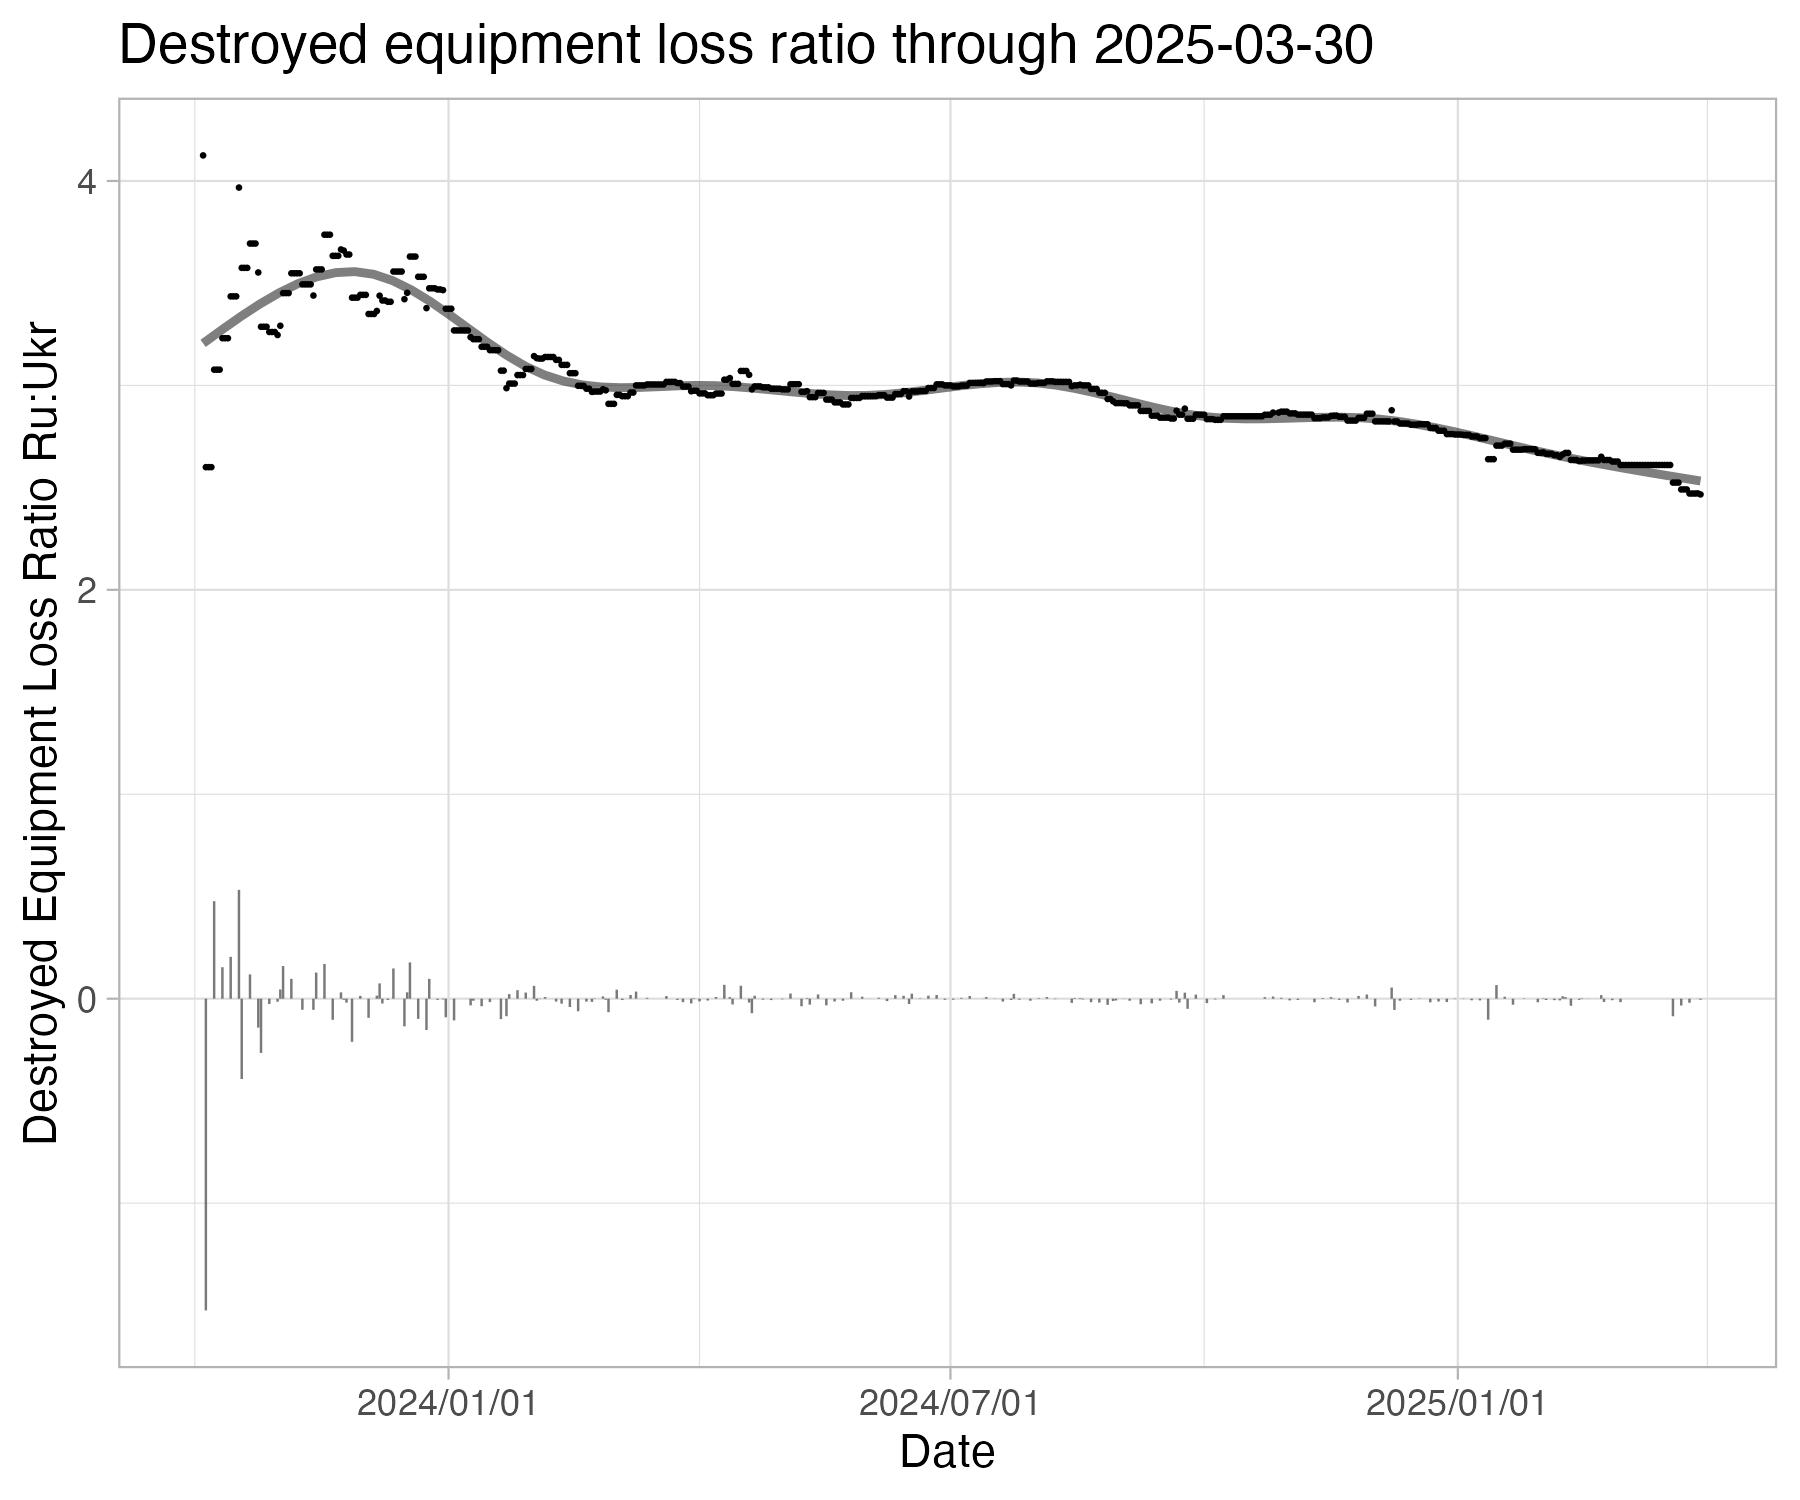 Destroyed equipment loss ratio through 2025-03-30
Destroyed Equipment Loss Ratio Ru:Ukr
4
2
0
2024/01/01
2024/07/01
2025/01/01
Date